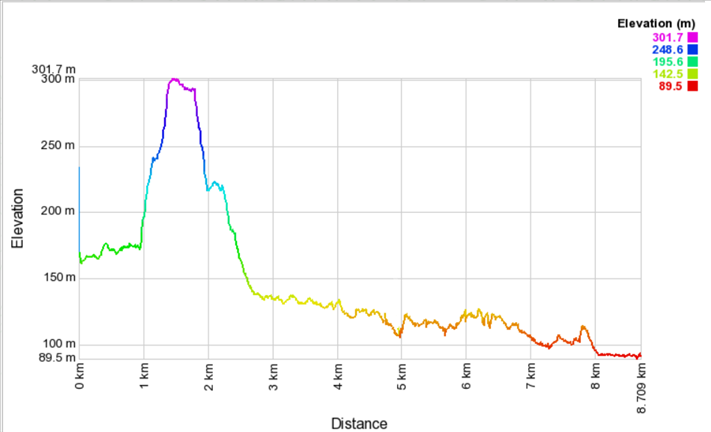 Elevation (m)
301.7
248.6
195.6
142.5
89.5
301.7 m
300 m
250 m
200 m
150 m
100 m
89.5 m
Elevation
0 km
1 km
2 km
3 km
4 km
5 km
6 km
7 km
8 km
8.709 km
Distance